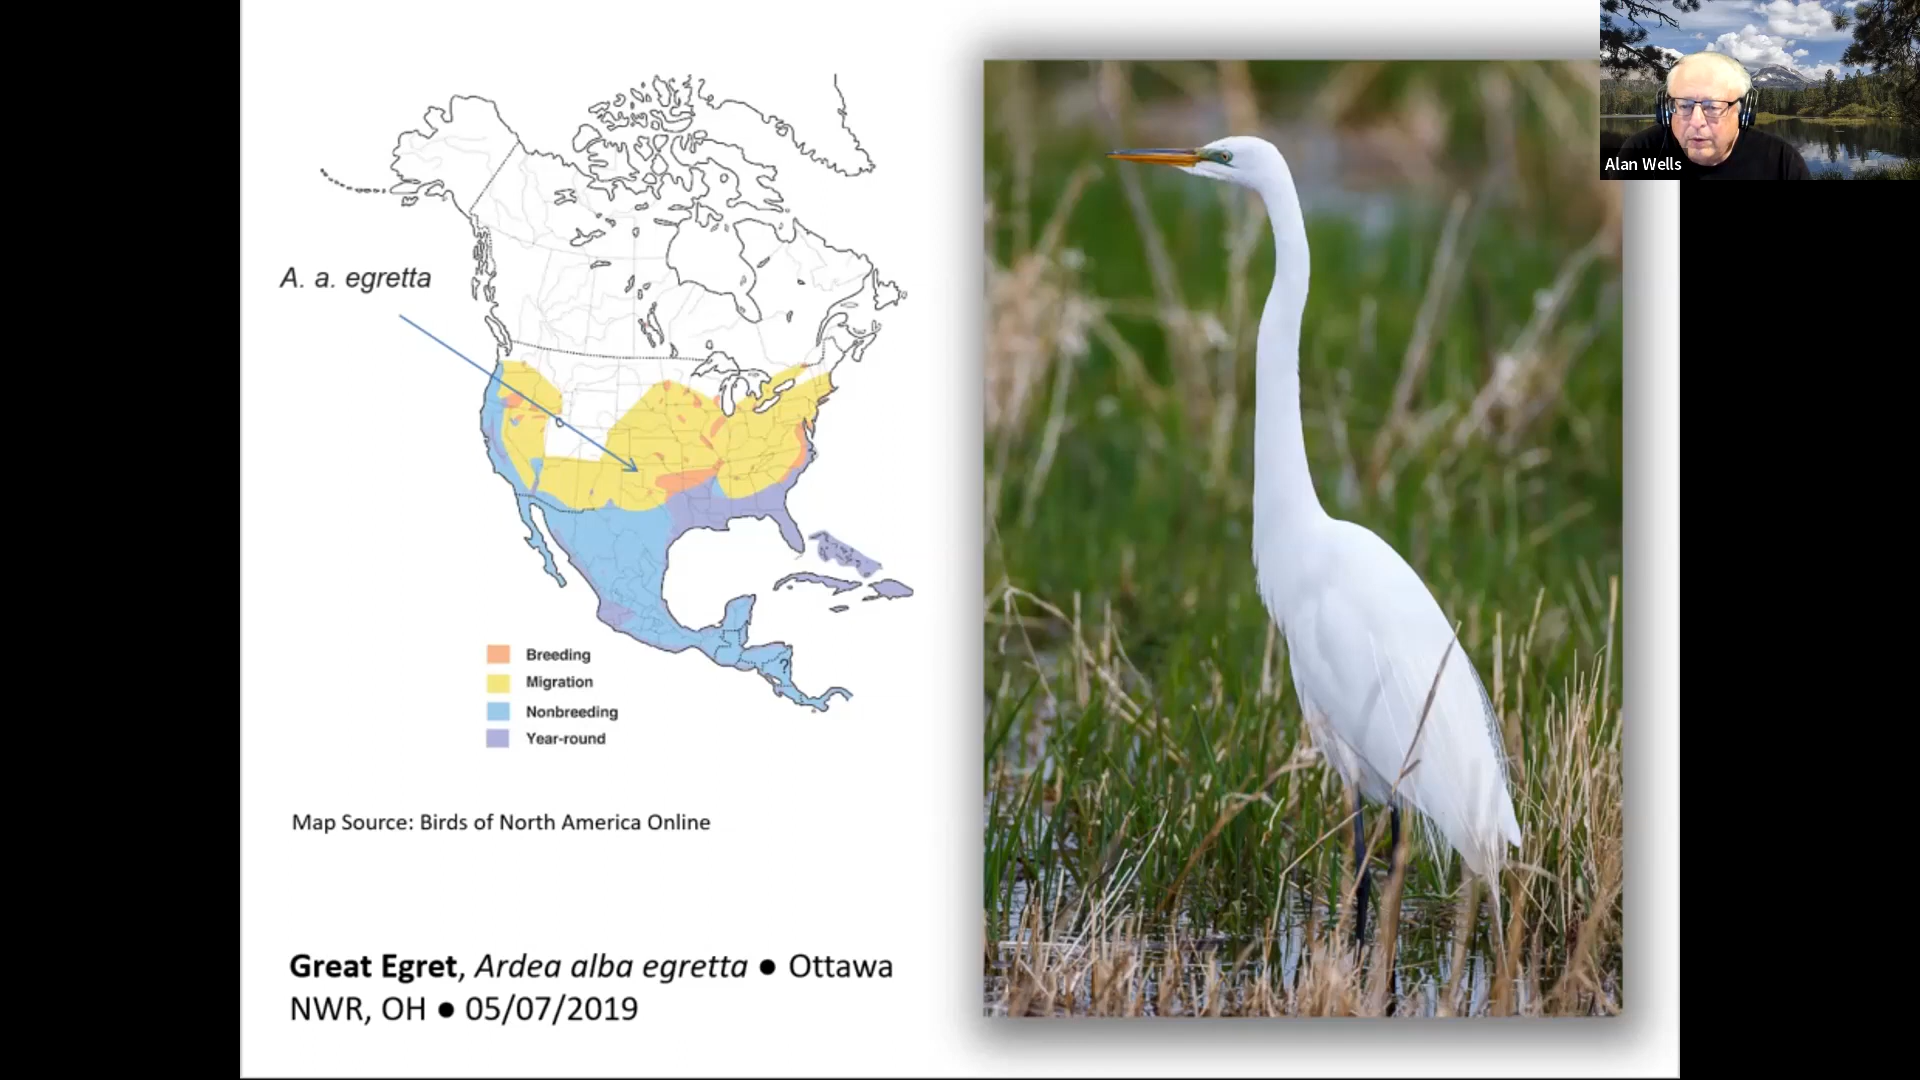 Alan Wells
A. a. egretta
?
Breeding
Migration
Nonbreeding
Year-round
Map Source: Birds of North America Online
Great Egret, Ardea alba egretta ● Ottawa
NWR, OH ● 05/07/2019